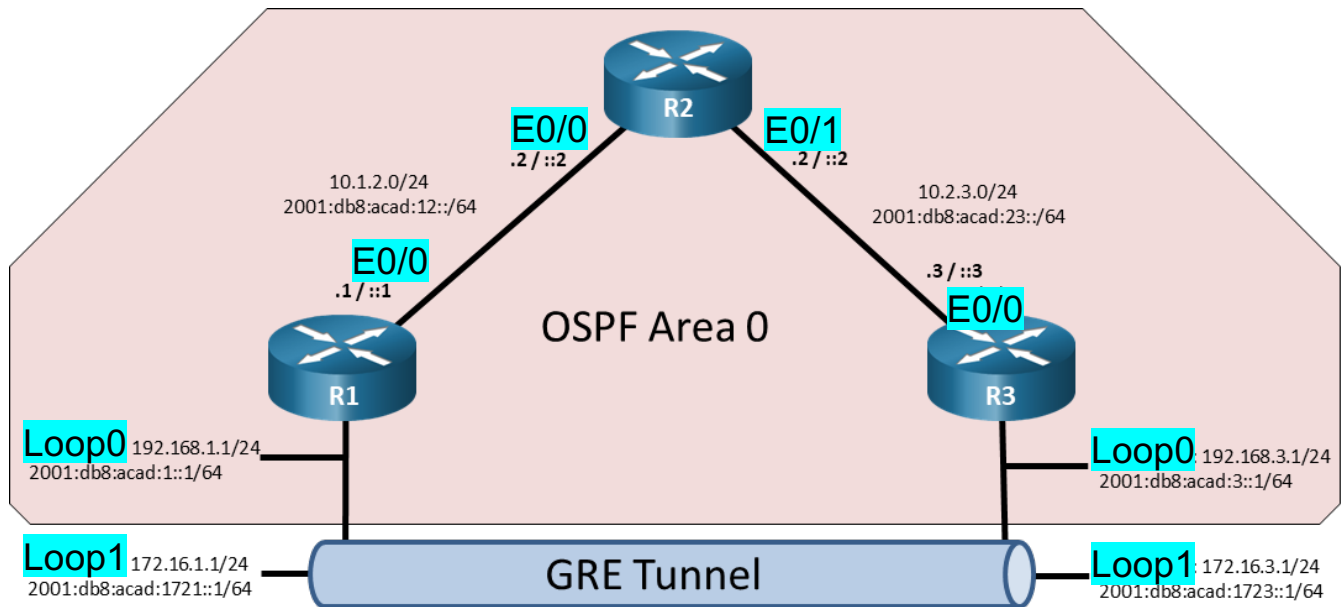 R2
E0/0
.2 / ::2
E0/1
.2 / ::2
10.1.2.0/24
2001:db8:acad:12::/64
10.2.3.0/24
2001:db8:acad:23::/64
E0/0
.1 / ::1
.3 / ::3
E0/0
OSPF Area 0
R1
R3
Loop0 192.168.1.1/24
2001:db8:acad:1::1/64
Loop0 : 192.168.3.1/24
2001:db8:acad:3::1/64
Loop1 172.16.1.1/24
2001:db8:acad:1721::1/64
GRE Tunnel
Loop1 : 172.16.3.1/24
2001:db8:acad:1723::1/64